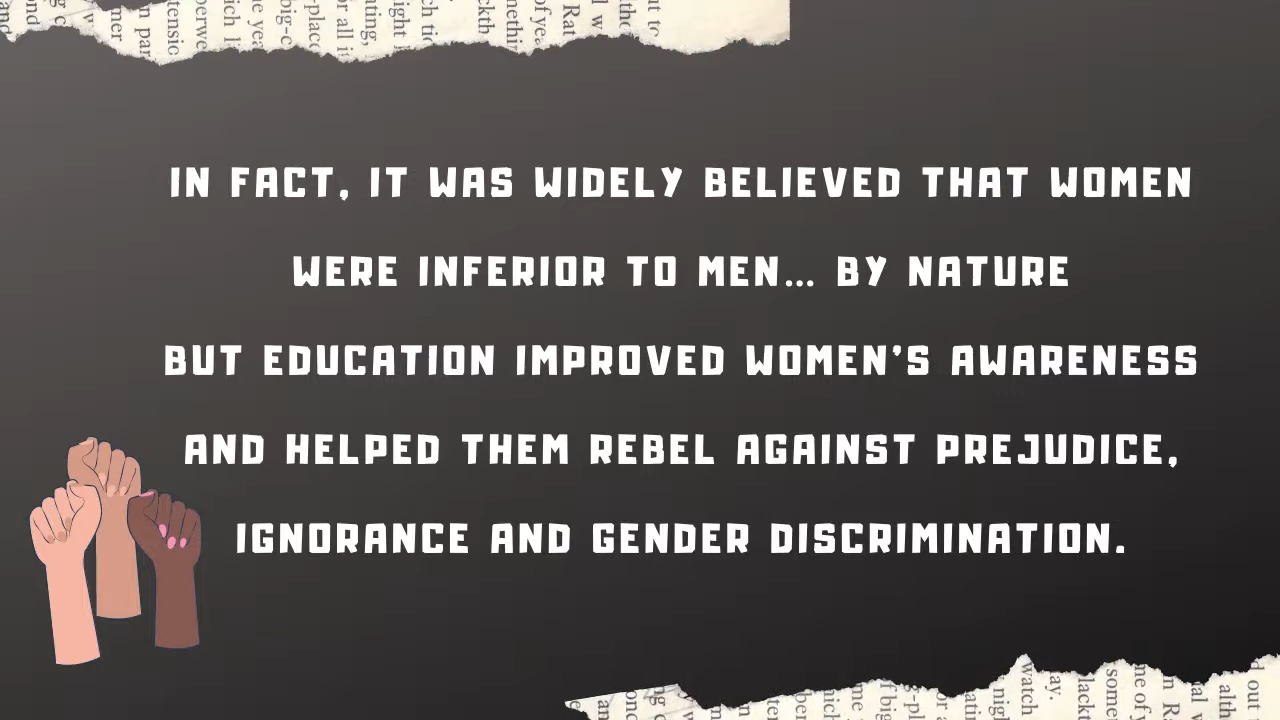 IN FACT, IT WAS WIDELY BELIEVED THAT WOMEN
WERE INFERIOR TO MEN... BY NATURE
BUT EDUCATION IMPROVED WOMEN'S AWARENESS
AND HELPED THEM REBEL AGAINST PREJUDICE,
IGNORANCE AND GENDER DISCRIMINATION.